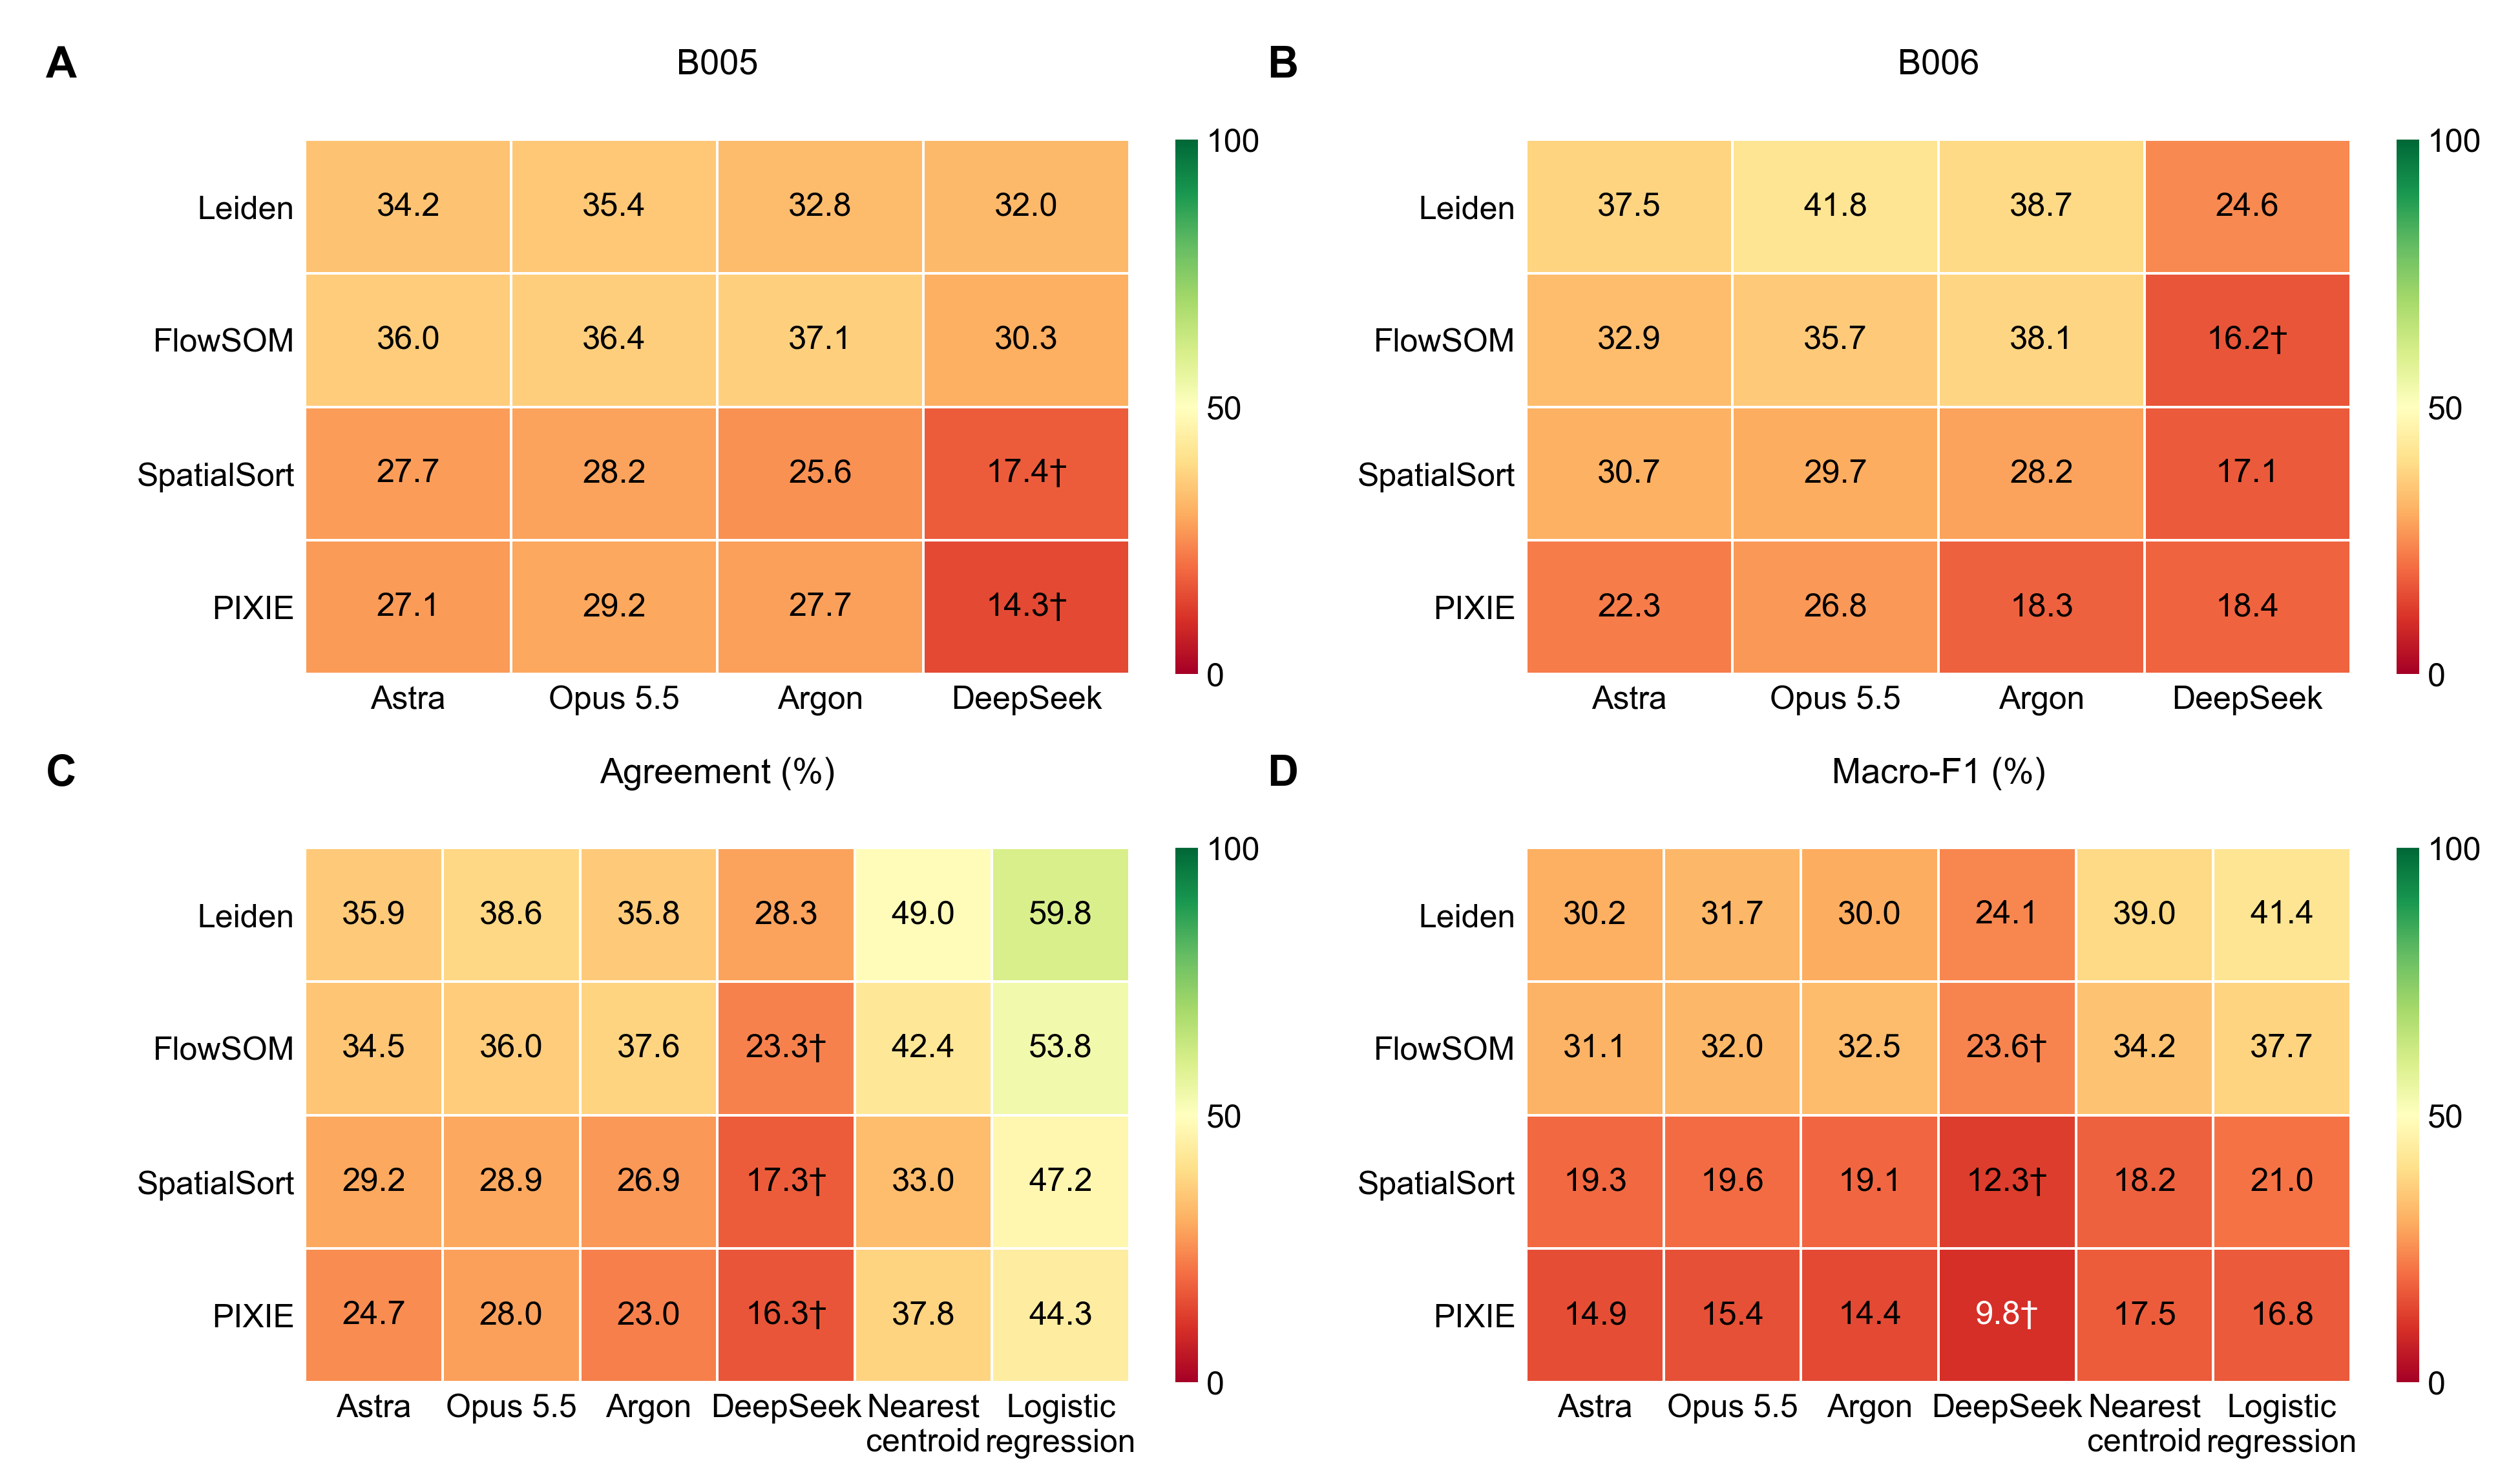 A
B005
100
Leiden 34.2 35.4 32.8 32.0
FlowSOM 36.0 36.4 37.1 30.3
50
SpatialSort 27.7 28.2 25.6 17.4†
PIXIE 27.1 29.2 27.7 14.3†
0
Astra Opus 5.5 Argon DeepSeek
B
B006
100
Leiden 37.5 41.8 38.7 24.6
FlowSOM 32.9 35.7 38.1 16.2†
50
SpatialSort 30.7 29.7 28.2 17.1
PIXIE 22.3 26.8 18.3 18.4
0
Astra Opus 5.5 Argon DeepSeek
C
Agreement (%)
100
Leiden 35.9 38.6 35.8 28.3 49.0 59.8
FlowSOM 34.5 36.0 37.6 23.3† 42.4 53.8
50
SpatialSort 29.2 28.9 26.9 17.3† 33.0 47.2
PIXIE 24.7 28.0 23.0 16.3† 37.8 44.3
0
Astra Opus 5.5 Argon DeepSeek Nearest Logistic
centroid regression
D
Macro-F1 (%)
100
Leiden 30.2 31.7 30.0 24.1 39.0 41.4
FlowSOM 31.1 32.0 32.5 23.6† 34.2 37.7
50
SpatialSort 19.3 19.6 19.1 12.3† 18.2 21.0
PIXIE 14.9 15.4 14.4 9.8† 17.5 16.8
0
Astra Opus 5.5 Argon DeepSeek Nearest Logistic
centroid regression